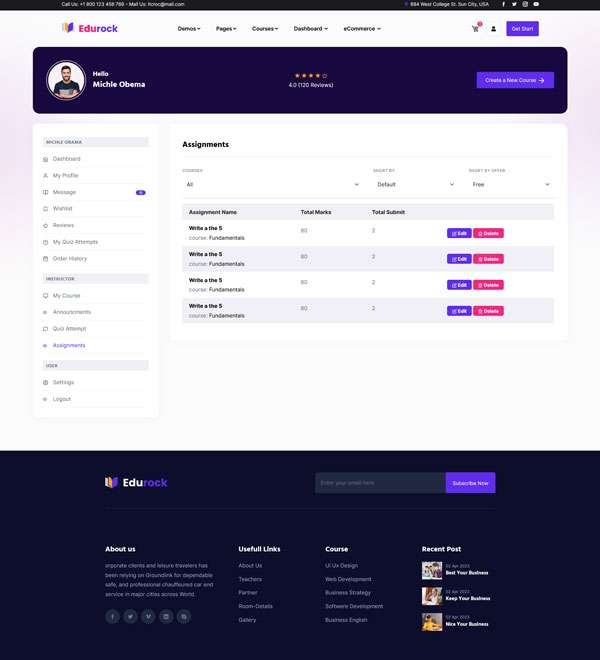 Call Us: +1 800 123 456 789 - Mail Us: Itcroc@mail.com
684 West College St. Sun City, USA
Edurock
Demos
Pages
Courses
Dashboard
eCommerce
Get Start
Hello
Michle Obema
4.0 (120 Reviews)
Create a New Course
MICHLE OBAMA
Dashboard
My Profile
Message
Wishlist
Reviews
My Quiz Attempts
Order History
INSTRUCTOR
My Course
Announcments
Quiz Attempt
Assignments
USER
Settings
Logout
Assignments
COURSES
SHORT BY
SHORT BY OFFER
All
Default
Free
Assignment Name Total Marks Total Submit
Write a the 5
course: Fundamentals
80 2 Edit Delete
Write a the 5
course: Fundamentals
80 2 Edit Delete
Write a the 5
course: Fundamentals
80 2 Edit Delete
Write a the 5
course: Fundamentals
80 2 Edit Delete
Edurock
Enter your email here
Subscribe Now
About us
orporate clients and leisure travelers has
been relying on Groundlink for dependable
safe, and professional chauffeured car end
service in major cities across World.
Usefull Links
About Us
Teachers
Partner
Room-Details
Gallery
Course
Ui Ux Design
Web Development
Business Strategy
Softwere Development
Business English
Recent Post
02 Apr 2023
Best Your Business
02 Apr 2023
Keep Your Business
02 Apr 2023
Nice Your Business